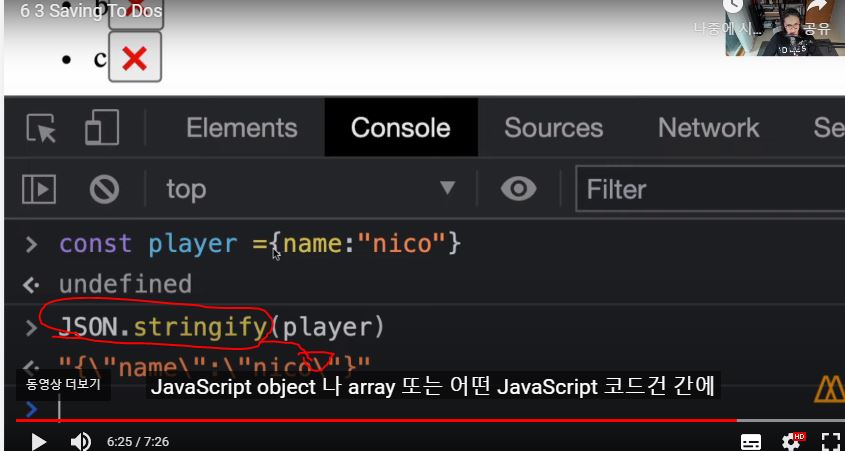 6 3 Saving To Dos
b
나중에 시... 공유
c
Elements Console Sources Network Se
top Filter
> const player ={name:"nico"}
<· undefined
> JSON.stringify(player)
<· "{\"name\":\"nico\"}"
동영상 더보기
JavaScript object 나 array 또는 어떤 JavaScript 코드건 간에
>
6:25 / 7:26
HD